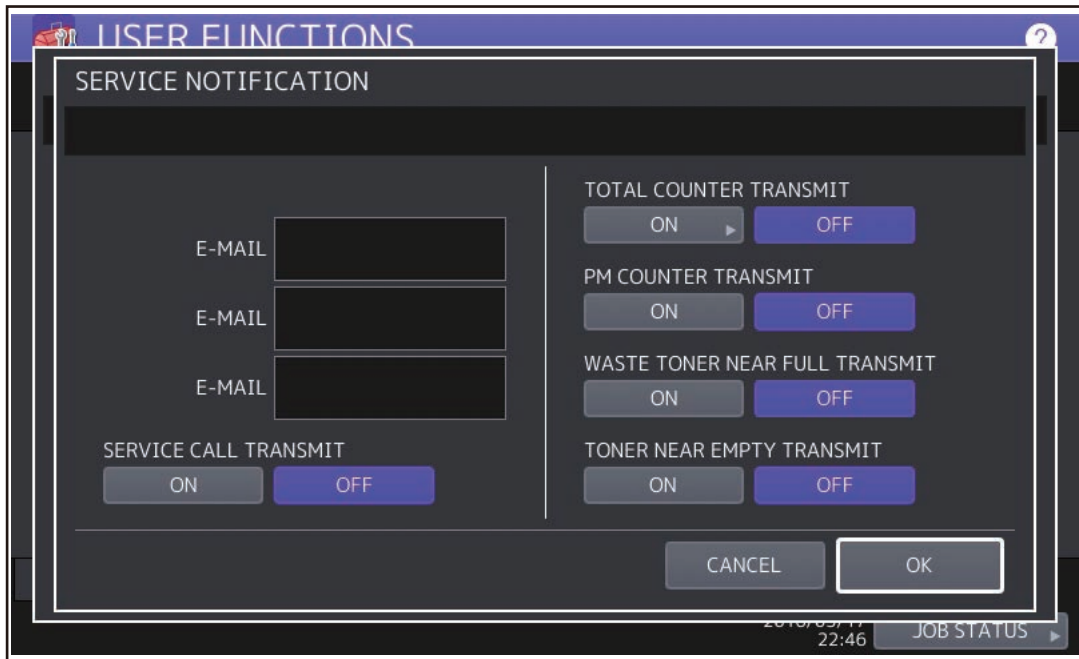 USER FUNCTIONS
?
SERVICE NOTIFICATION
E-MAIL
E-MAIL
E-MAIL
SERVICE CALL TRANSMIT
ON OFF
TOTAL COUNTER TRANSMIT
ON OFF
PM COUNTER TRANSMIT
ON OFF
WASTE TONER NEAR FULL TRANSMIT
ON OFF
TONER NEAR EMPTY TRANSMIT
ON OFF
CANCEL OK
22:46
JOB STATUS